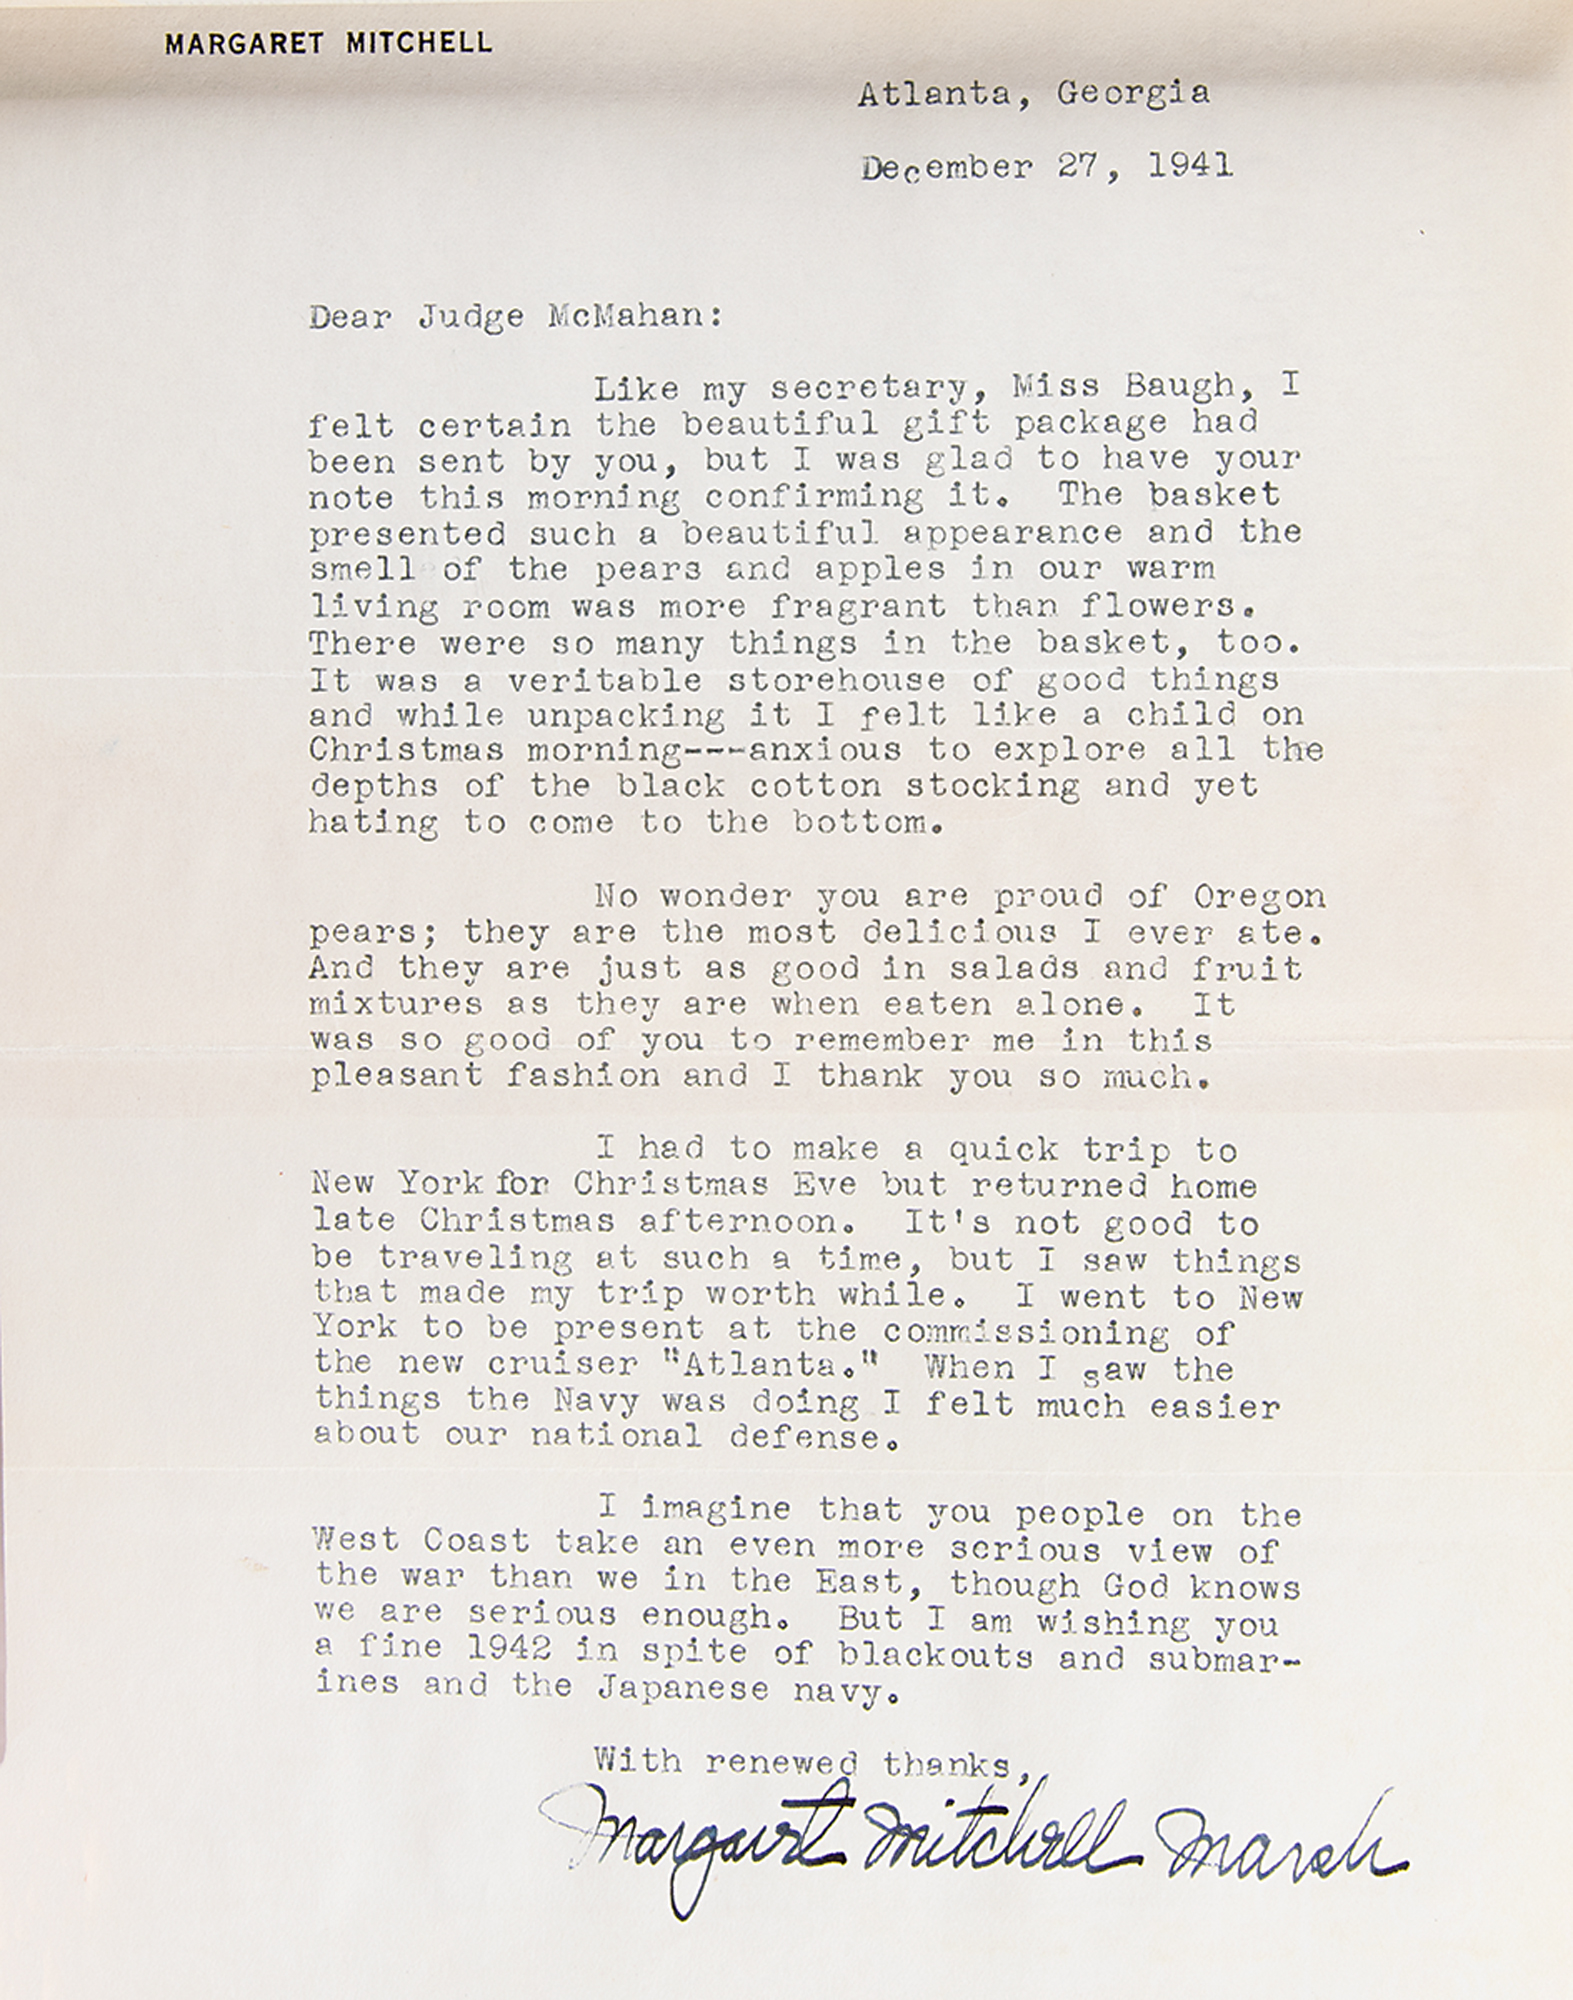 MARGARET MITCHELL
Atlanta, Georgia
December 27, 1941
Dear Judge McMahan:
Like my secretary, Miss Baugh, I
felt certain the beautiful gift package had
been sent by you, but I was glad to have your
note this morning confirming it. The basket
presented such a beautiful appearance and the
smell of the pears and apples in our warm
living room was more fragrant than flowers.
There were so many things in the basket, too.
It was a veritable storehouse of good things
and while unpacking it I felt like a child on
Christmas morning---anxious to explore all the
depths of the black cotton stocking and yet
hating to come to the bottom.
No wonder you are proud of Oregon
pears; they are the most delicious I ever ate.
And they are just as good in salads and fruit
mixtures as they are when eaten alone. It
was so good of you to remember me in this
pleasant fashion and I thank you so much.
I had to make a quick trip to
New York for Christmas Eve but returned home
late Christmas afternoon. It's not good to
be traveling at such a time, but I saw things
that made my trip worth while. I went to New
York to be present at the commissioning of
the new cruiser "Atlanta." When I saw the
things the Navy was doing I felt much easier
about our national defense.
I imagine that you people on the
West Coast take an even more serious view of
the war than we in the East, though God knows
we are serious enough. But I am wishing you
a fine 1942 in spite of blackouts and submar-
ines and the Japanese navy.
With renewed thanks,
Margaret Mitchell Marsh